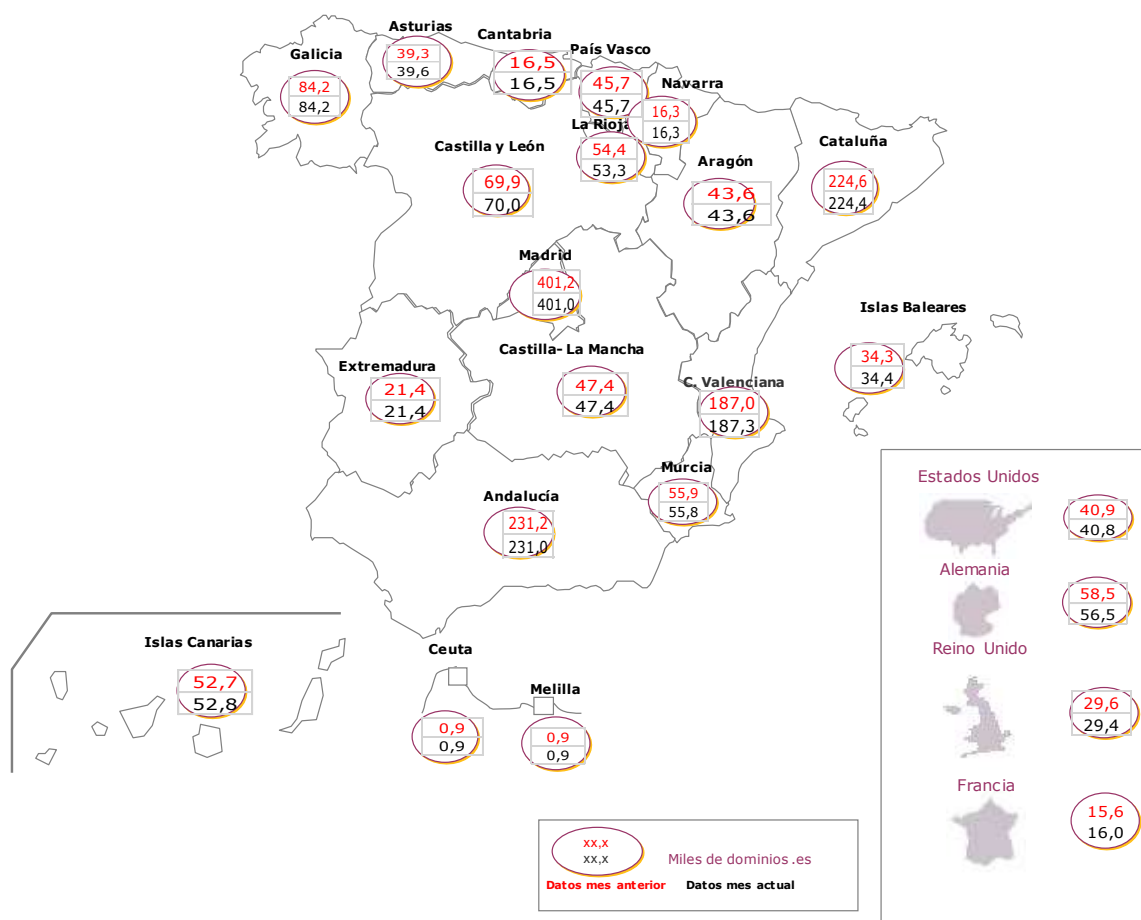 Asturias
39,3
39,6
Cantabria
16,5
16,5
País Vasco
45,7
45,7
Galicia
84,2
84,2
Navarra
16,3
16,3
La Rioja
54,4
53,3
Castilla y León
69,9
70,0
Aragón
43,6
43,6
Cataluña
224,6
224,4
Madrid
401,2
401,0
Islas Baleares
34,3
34,4
Extremadura
21,4
21,4
Castilla- La Mancha
47,4
47,4
C. Valenciana
187,0
187,3
Murcia
55,9
55,8
Andalucía
231,2
231,0
Islas Canarias
52,7
52,8
Ceuta
0,9
0,9
Melilla
0,9
0,9
Estados Unidos
40,9
40,8
Alemania
58,5
56,5
Reino Unido
29,6
29,4
Francia
15,6
16,0
xx,x
xx,x
Miles de dominios .es
Datos mes anterior Datos mes actual